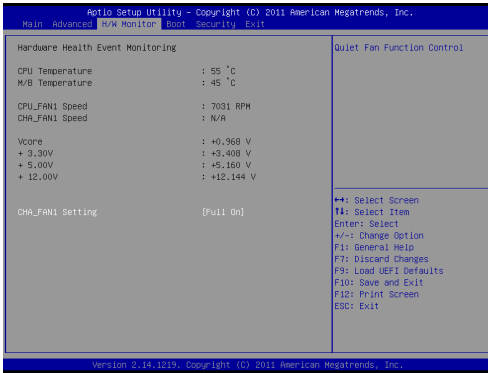 Aptio Setup Utility – Copyright (C) 2011 American Megatrends, Inc.
Main Advanced H/W Monitor Boot Security Exit
Hardware Health Event Monitoring
CPU Temperature : 55 °C
M/B Temperature : 45 °C
CPU_FAN1 Speed : 7031 RPM
CHA_FAN1 Speed : N/A
Vcore : +0.968 V
+ 3.30V : +3.408 V
+ 5.00V : +5.160 V
+ 12.00V : +12.144 V
CHA_FAN1 Setting [Full On]
Quiet Fan Function Control
↔: Select Screen
↑↓: Select Item
Enter: Select
+/-: Change Option
F1: General Help
F7: Discard Changes
F9: Load UEFI Defaults
F10: Save and Exit
F12: Print Screen
ESC: Exit
Version 2.14.1219. Copyright (C) 2011 American Megatrends, Inc.